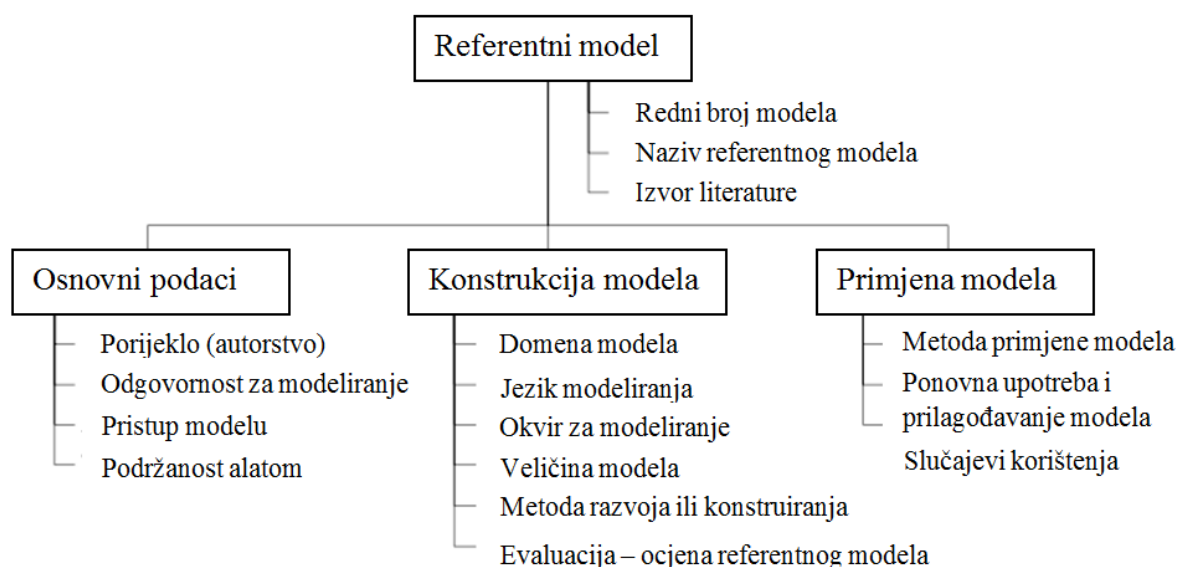 Referentni model
Redni broj modela
Naziv referentnog modela
Izvor literature
Osnovni podaci
Porijeklo (autorstvo)
Odgovornost za modeliranje
Pristup modelu
Podržanost alatom
Konstrukcija modela
Domena modela
Jezik modeliranja
Okvir za modeliranje
Veličina modela
Metoda razvoja ili konstruiranja
Evaluacija – ocjena referentnog modela
Primjena modela
Metoda primjene modela
Ponovna upotreba i
prilagođavanje modela
Slučajevi korištenja